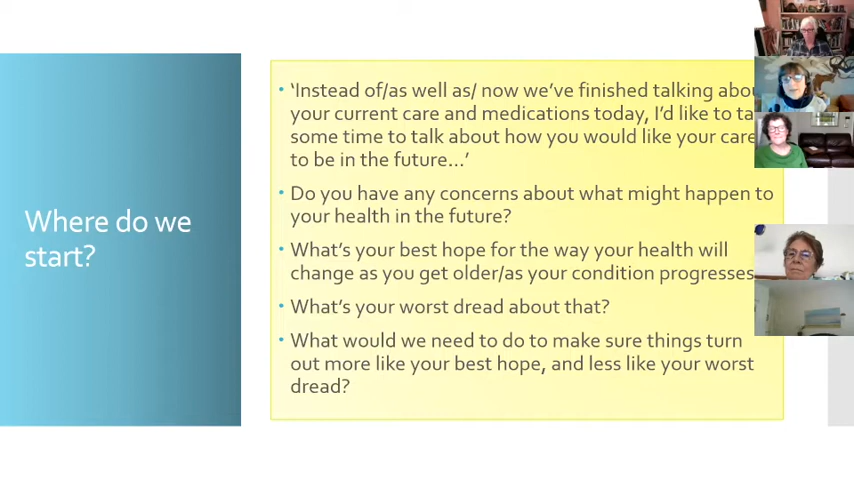 Where do we
start?
• ‘Instead of/as well as/ now we’ve finished talking
your current care and medications today, I’d like to
some time to talk about how you would like your care
to be in the future…’
• Do you have any concerns about what might happen to
your health in the future?
• What’s your best hope for the way your health will
change as you get older/as your condition progresses
• What’s your worst dread about that?
• What would we need to do to make sure things turn
out more like your best hope, and less like your worst
dread?